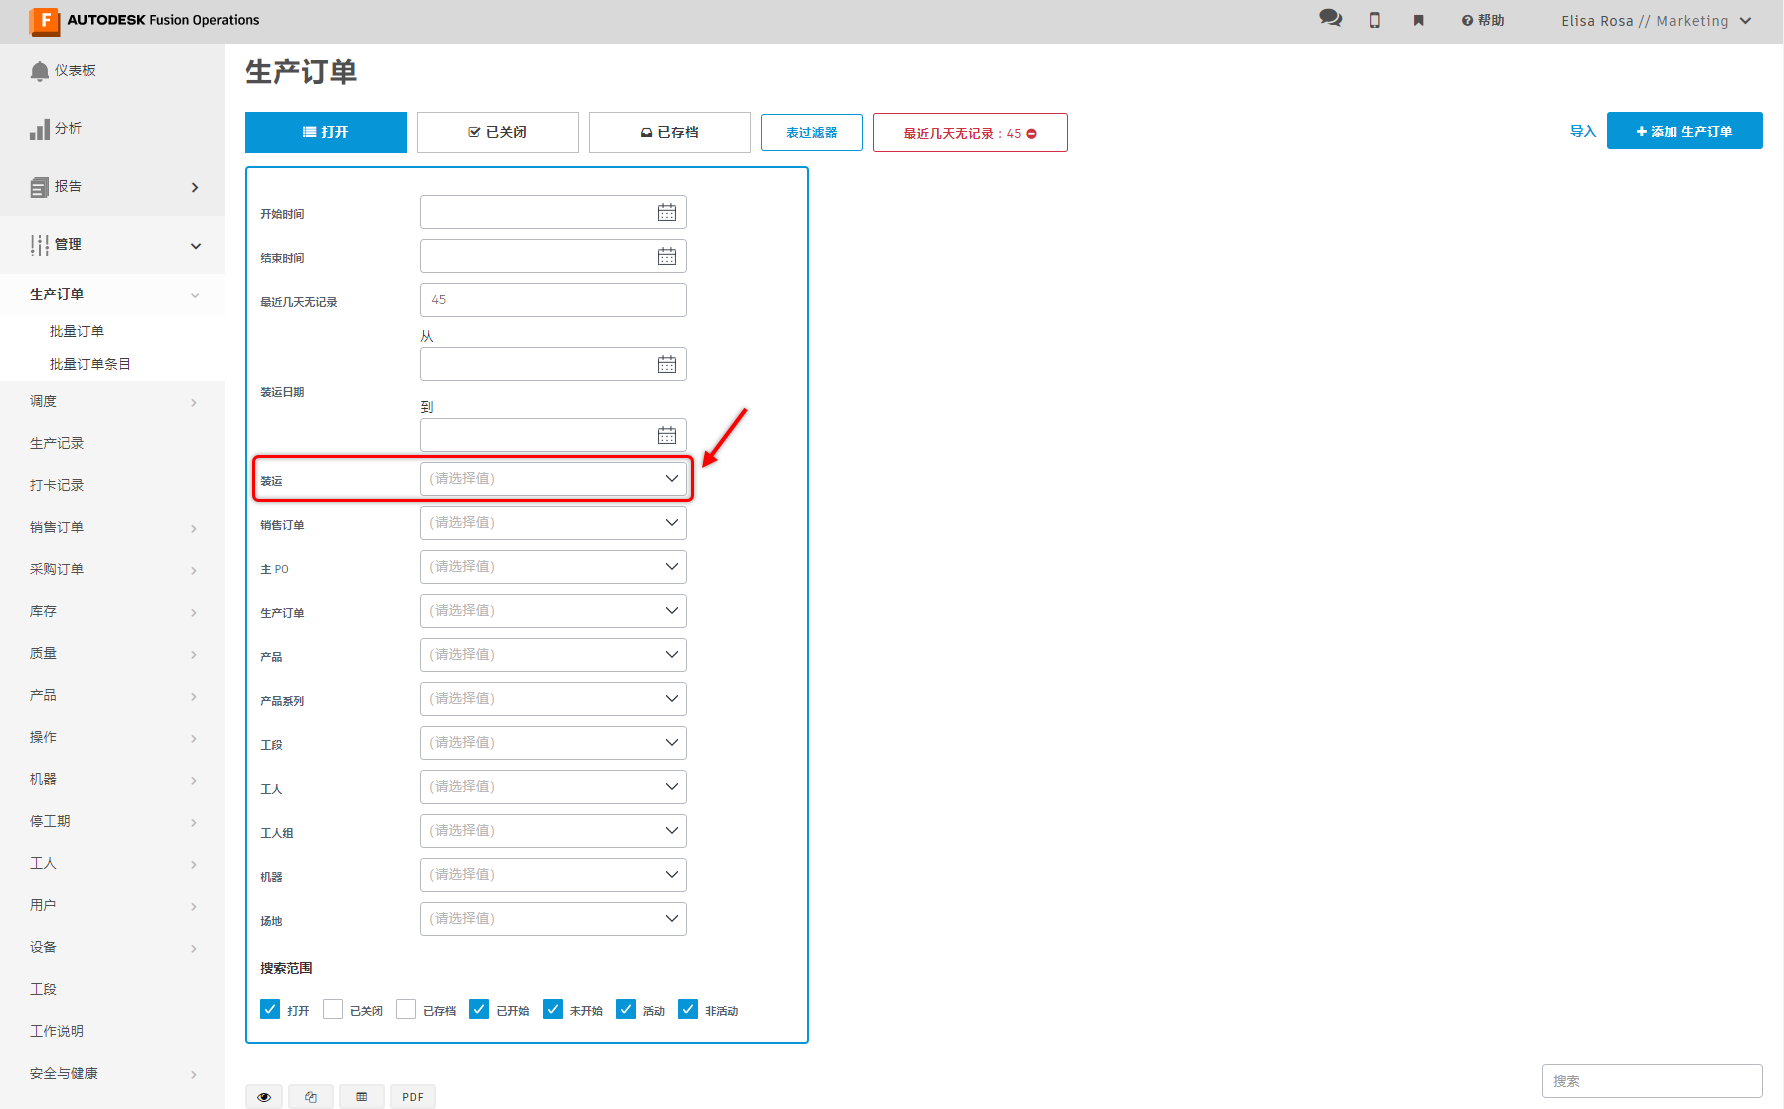 F AUTODESK Fusion Operations
帮助
Elisa Rosa // Marketing
仪表板
分析
报告
管理
生产订单
批量订单
批量订单条目
调度
生产记录
打卡记录
销售订单
采购订单
库存
质量
产品
操作
机器
停工期
工人
用户
设备
工段
工作说明
安全与健康
生产订单
打开
已关闭
已存档
表过滤器
最近几天无记录 : 45
导入
添加 生产订单
开始时间
结束时间
最近几天无记录 45
装运日期
从
到
装运 (请选择值)
销售订单 (请选择值)
主 PO (请选择值)
生产订单 (请选择值)
产品 (请选择值)
产品系列 (请选择值)
工段 (请选择值)
工人 (请选择值)
工人组 (请选择值)
机器 (请选择值)
场地 (请选择值)
搜索范围
打开 已关闭 已存档 已开始 未开始 活动 非活动
PDF
搜索